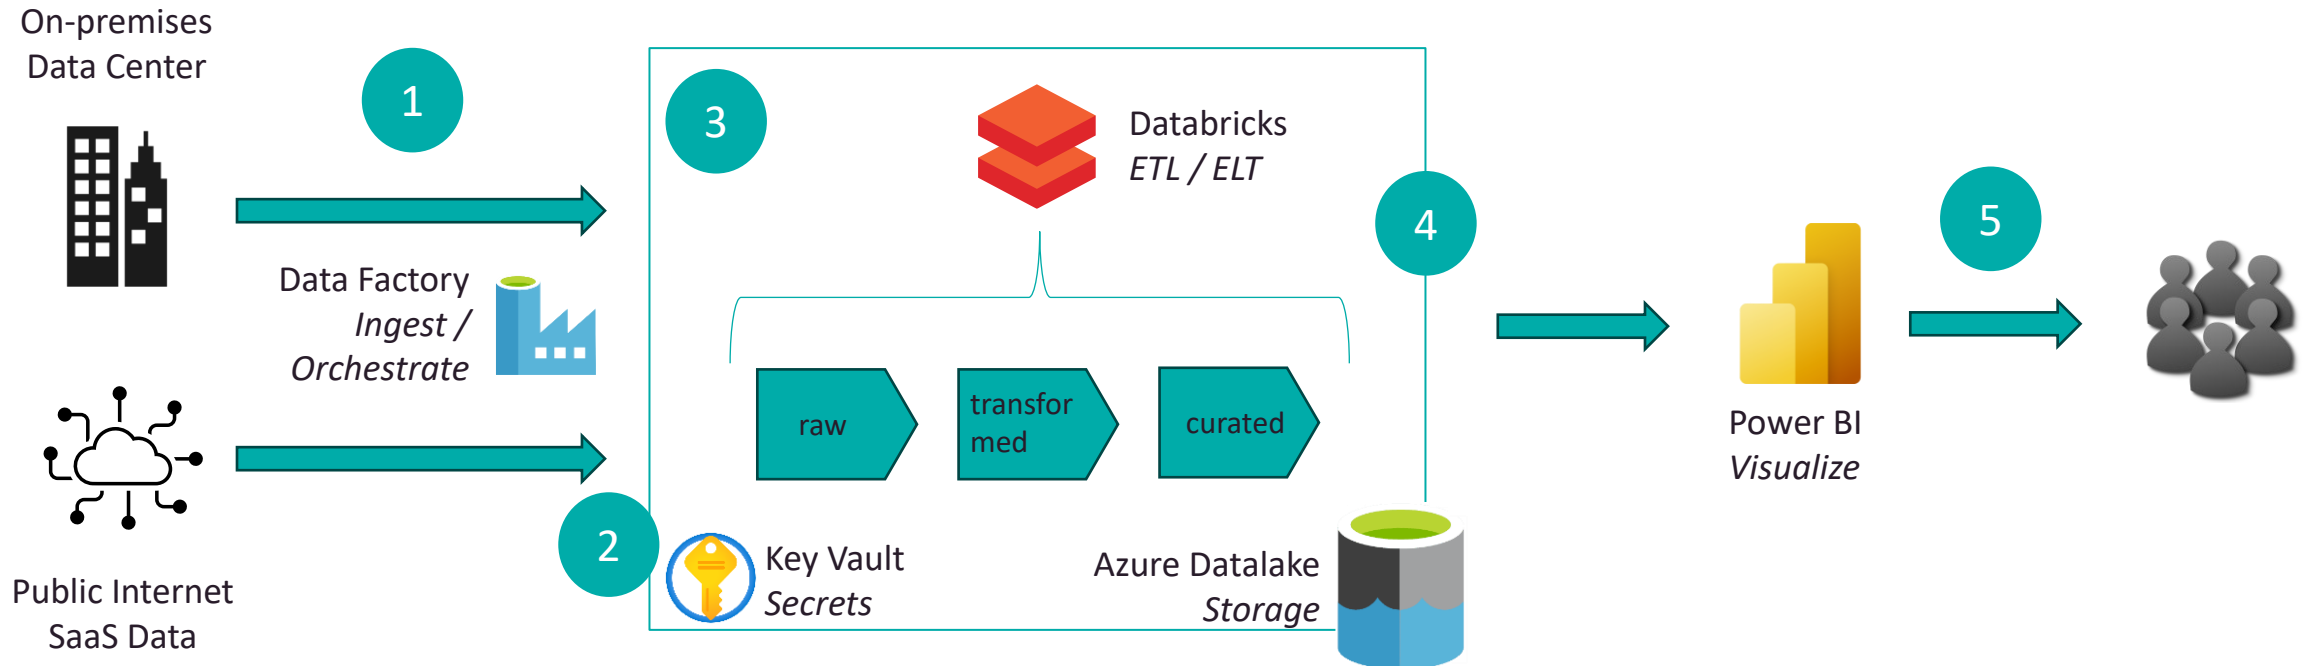 On-premises
Data Center
1
Data Factory
Ingest /
Orchestrate
Public Internet
SaaS Data
2
3
Databricks
ETL / ELT
raw
transfor
med
curated
Key Vault
Secrets
Azure Datalake
Storage
4
Power BI
Visualize
5